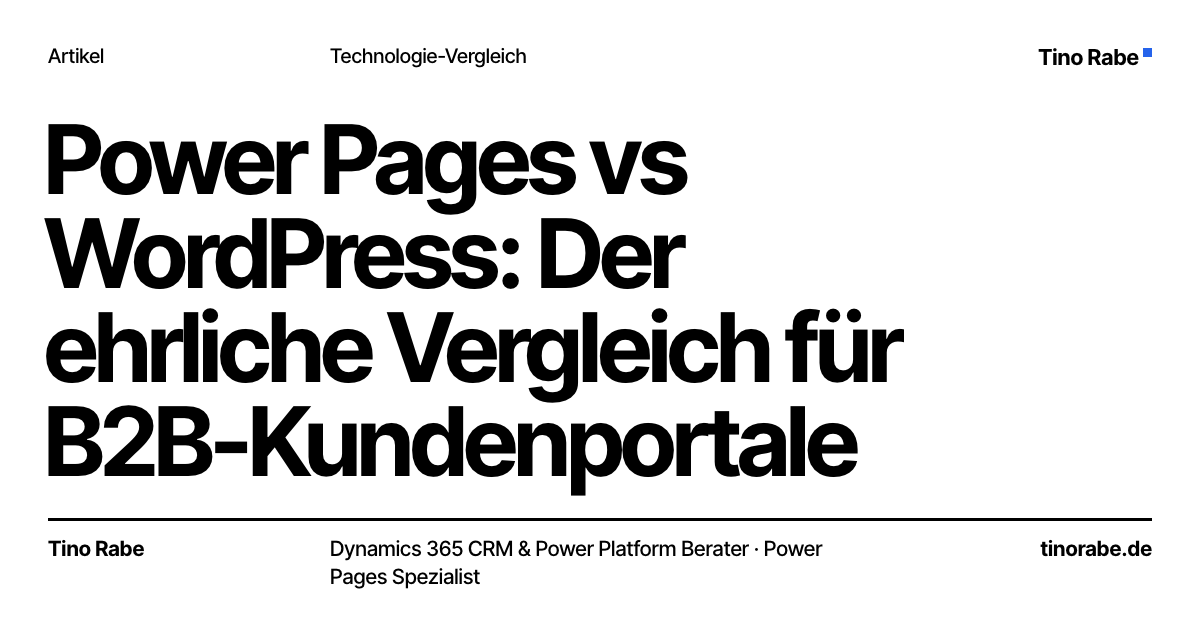 Artikel
Technologie-Vergleich
Tino Rabe
Power Pages vs
WordPress: Der
ehrliche Vergleich für
B2B-Kundenportale
Tino Rabe
Dynamics 365 CRM & Power Platform Berater · Power
Pages Spezialist
tinorabe.de